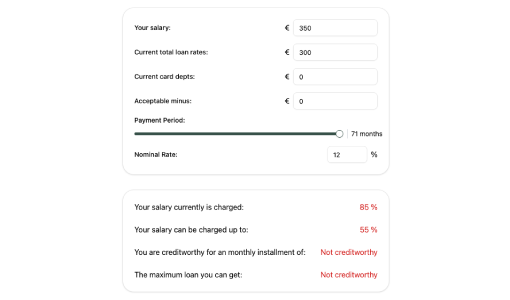 Your salary: € 350
Current total loan rates: € 300
Current card depts: € 0
Acceptable minus: € 0
Payment Period:
71 months
Nominal Rate: 12 %
Your salary currently is charged: 85 %
Your salary can be charged up to: 55 %
You are creditworthy for an monthly installment of: Not creditworthy
The maximum loan you can get: Not creditworthy